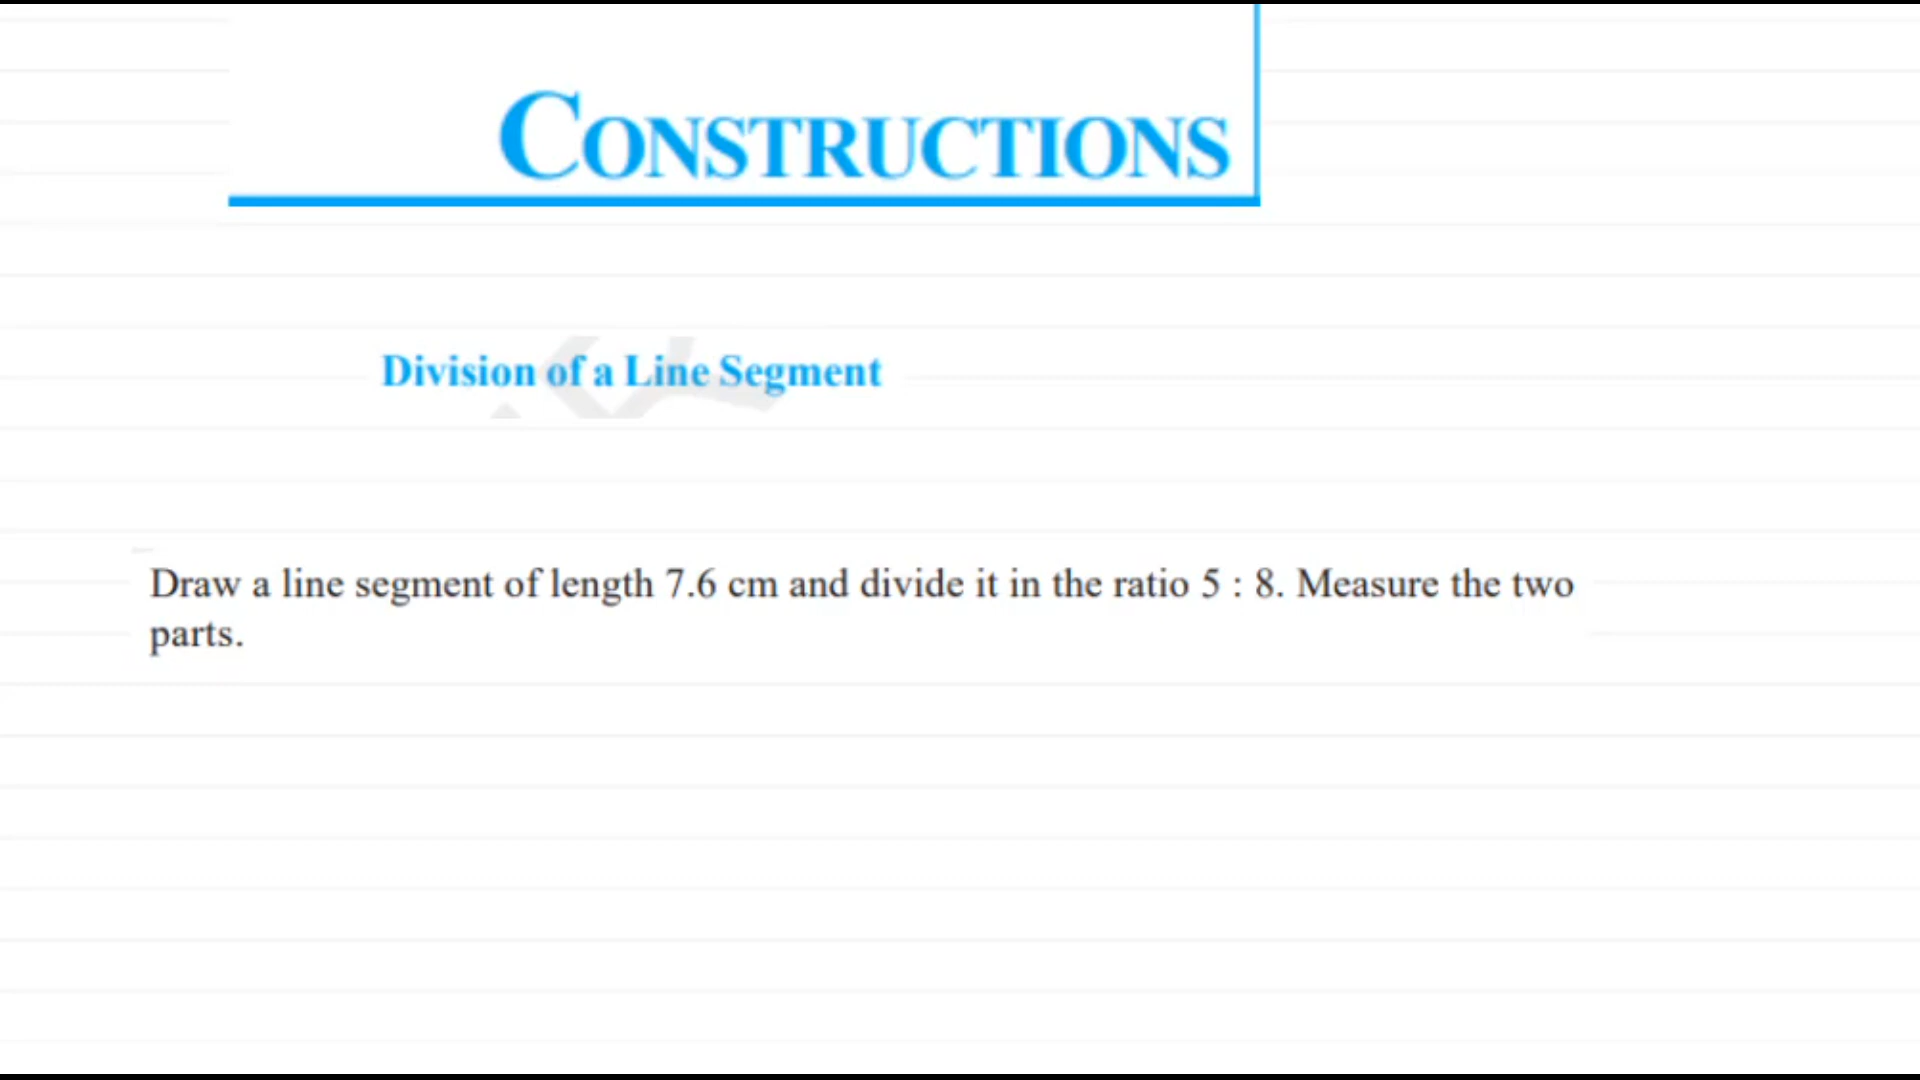 CONSTRUCTIONS
Division of a Line Segment
Draw a line segment of length 7.6 cm and divide it in the ratio 5 : 8. Measure the two
parts.